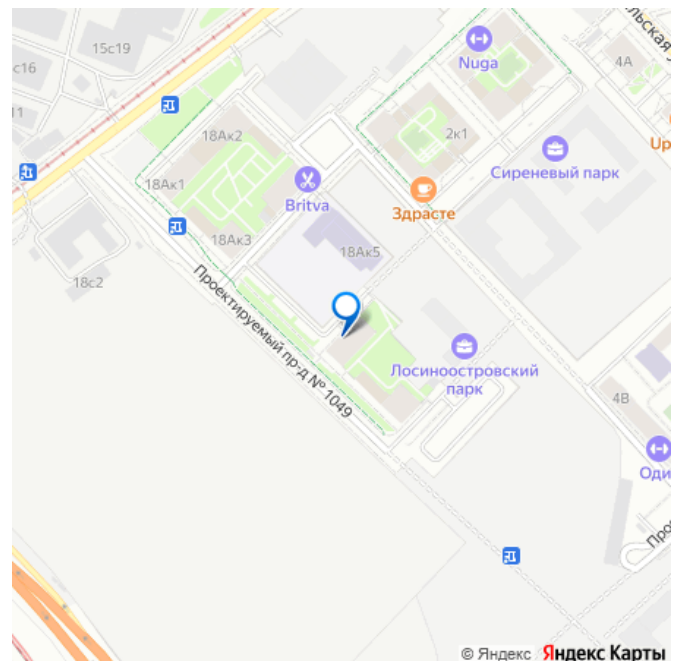 15с19
с16
11
Nuga
4А
Up
18Ак2
2к1
Сиреневый парк
18Ак1
Britva
Здрасте
18Ак3
18Ак5
18с2
Проектируемый пр-д № 1049
Лосиноостровский
парк
4В
Оди
Про
© Яндекс Яндекс Карты